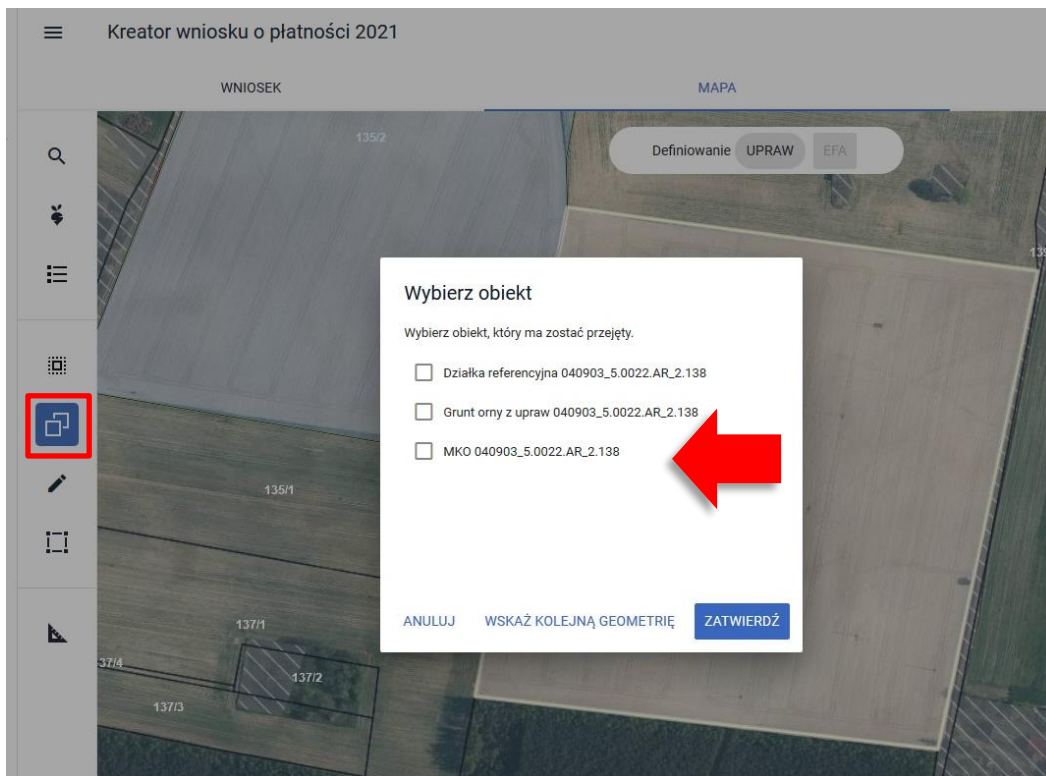 Kreator wniosku o płatności 2021
WNIOSEK
MAPA
135/2
Definiowanie UPRAW EFA
139
Wybierz obiekt
Wybierz obiekt, który ma zostać przejęty.
Działka referencyjna 040903_5.0022.AR_2.138
Grunt orny z upraw 040903_5.0022.AR_2.138
MKO 040903_5.0022.AR_2.138
135/1
ANULUJ WSKAŻ KOLEJNĄ GEOMETRIĘ ZATWIERDŹ
137/1
37/4
137/2
137/3